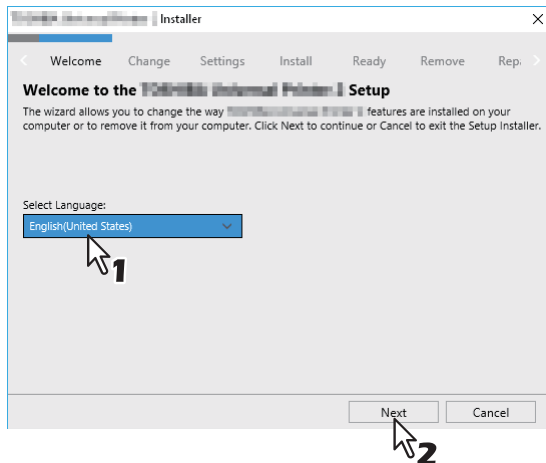 Installer
Welcome Change Settings Install Ready Remove Repa
Welcome to the Setup
The wizard allows you to change the way features are installed on your
computer or to remove it from your computer. Click Next to continue or Cancel to exit the Setup Installer.
Select Language:
English(United States)
1
Next Cancel
2